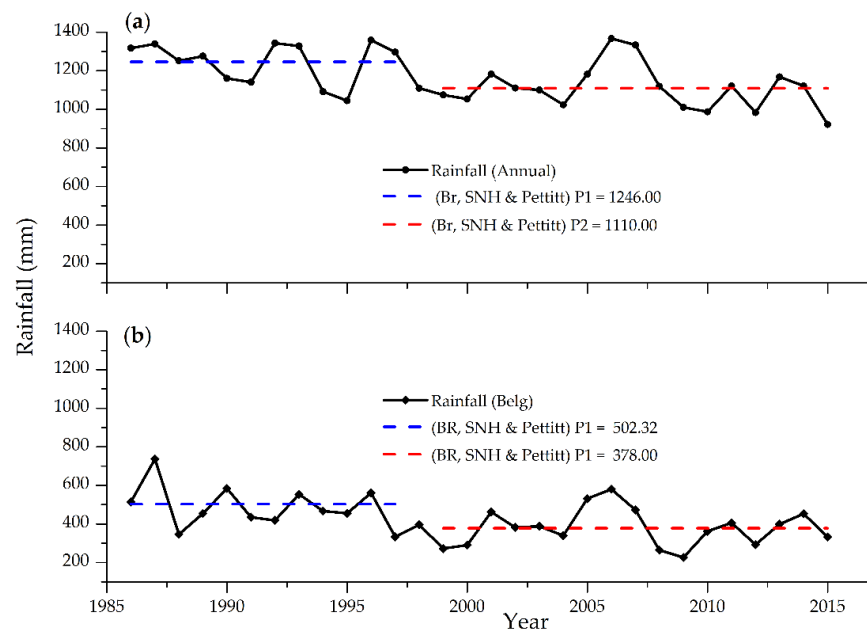 (a)
1400
1200
1000
800
600
400
200
Rainfall (Annual)
(Br, SNH & Pettitt) P1 = 1246.00
(Br, SNH & Pettitt) P2 = 1110.00
Rainfall (mm)
(b)
1400
1200
1000
800
600
400
200
Rainfall (Belg)
(BR, SNH & Pettitt) P1 = 502.32
(BR, SNH & Pettitt) P1 = 378.00
1985 1990 1995 2000 2005 2010 2015
Year